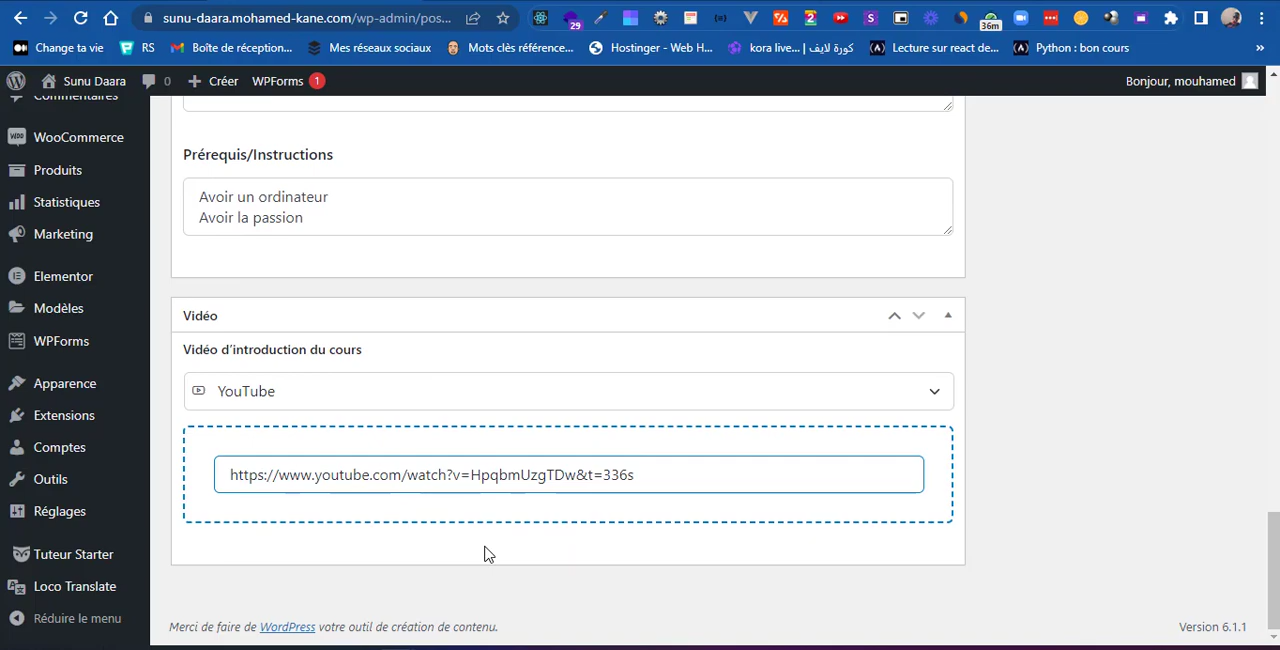 sunu-daara.mohamed-kane.com/wp-admin/pos...
29
36m
Change ta vie
RS
Boîte de réception...
Mes réseaux sociaux
Mots clés référence...
Hostinger - Web H...
kora live... | كورة لايف
Lecture sur react de...
Python : bon cours
»
Sunu Daara
0
Créer
WPForms 1
Bonjour, mouhamed
Commentaires
WooCommerce
Produits
Statistiques
Marketing
Elementor
Modèles
WPForms
Apparence
Extensions
Comptes
Outils
Réglages
Tuteur Starter
Loco Translate
Réduire le menu
Prérequis/Instructions
Avoir un ordinateur
Avoir la passion
Vidéo
Vidéo d’introduction du cours
YouTube
https://www.youtube.com/watch?v=HpqbmUzgTDw&t=336s
Merci de faire de WordPress votre outil de création de contenu.
Version 6.1.1